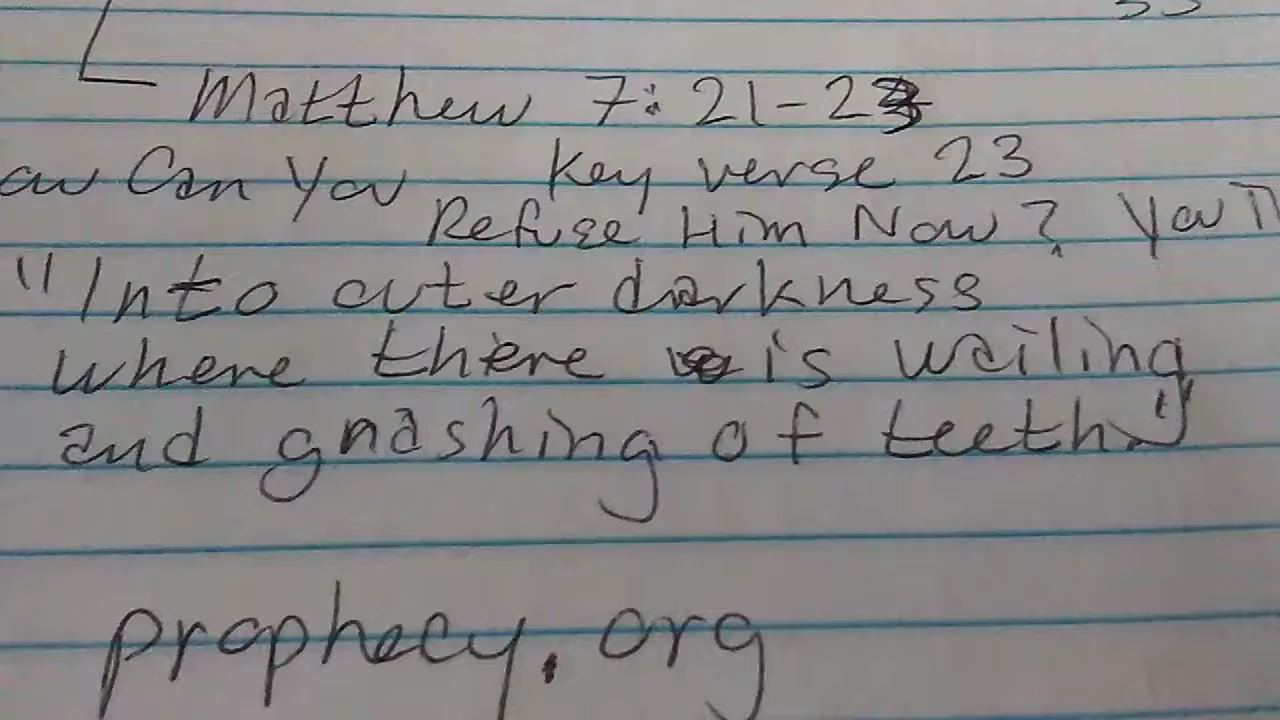 Matthew 7:21-23
Can You Key verse 23
Refuse Him Now? You'll
"Into outer darkness
where there is wailing
and gnashing of teeth."
prophecy.org